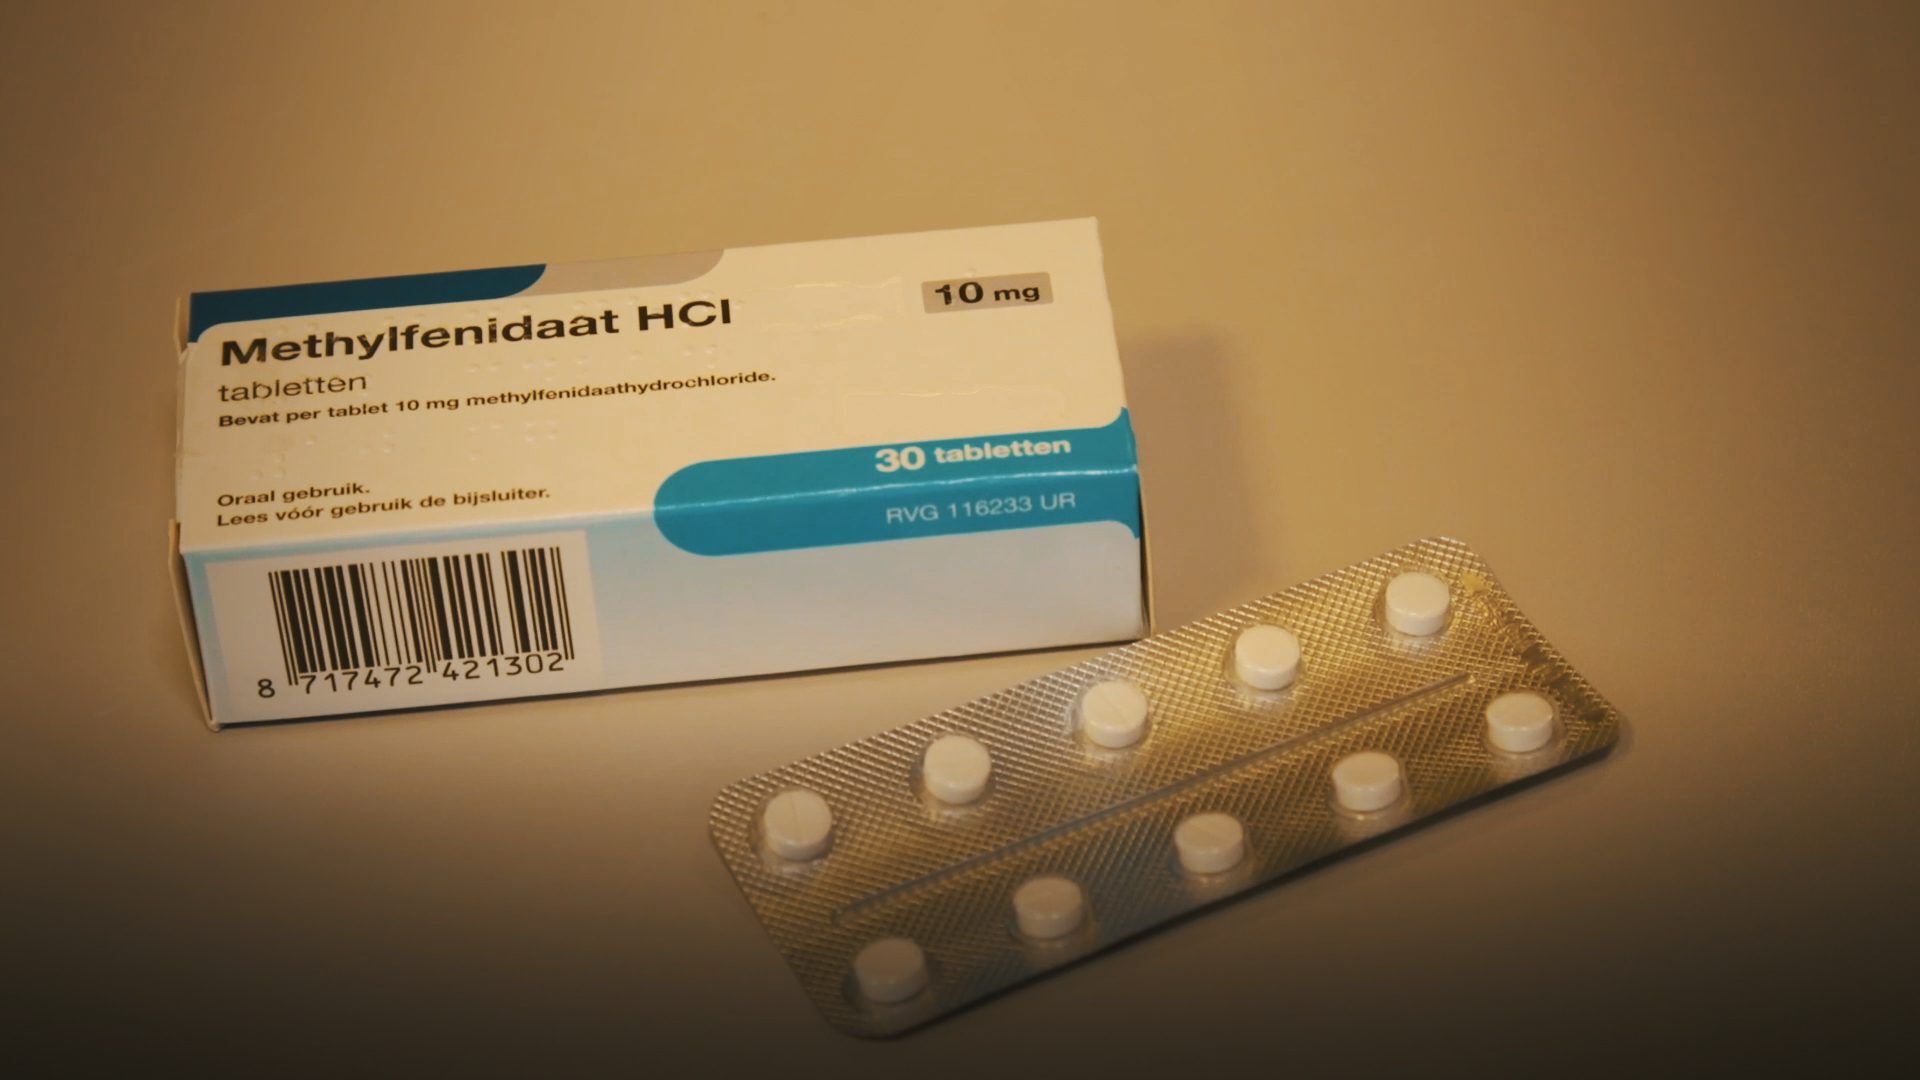 Methylfenidaat HCl
10 mg
tabletten
Bevat per tablet 10 mg methylfenidaathydrochloride.
30 tabletten
Oraal gebruik.
Lees vóór gebruik de bijsluiter.
RVG 116233 UR
8 717472 421302